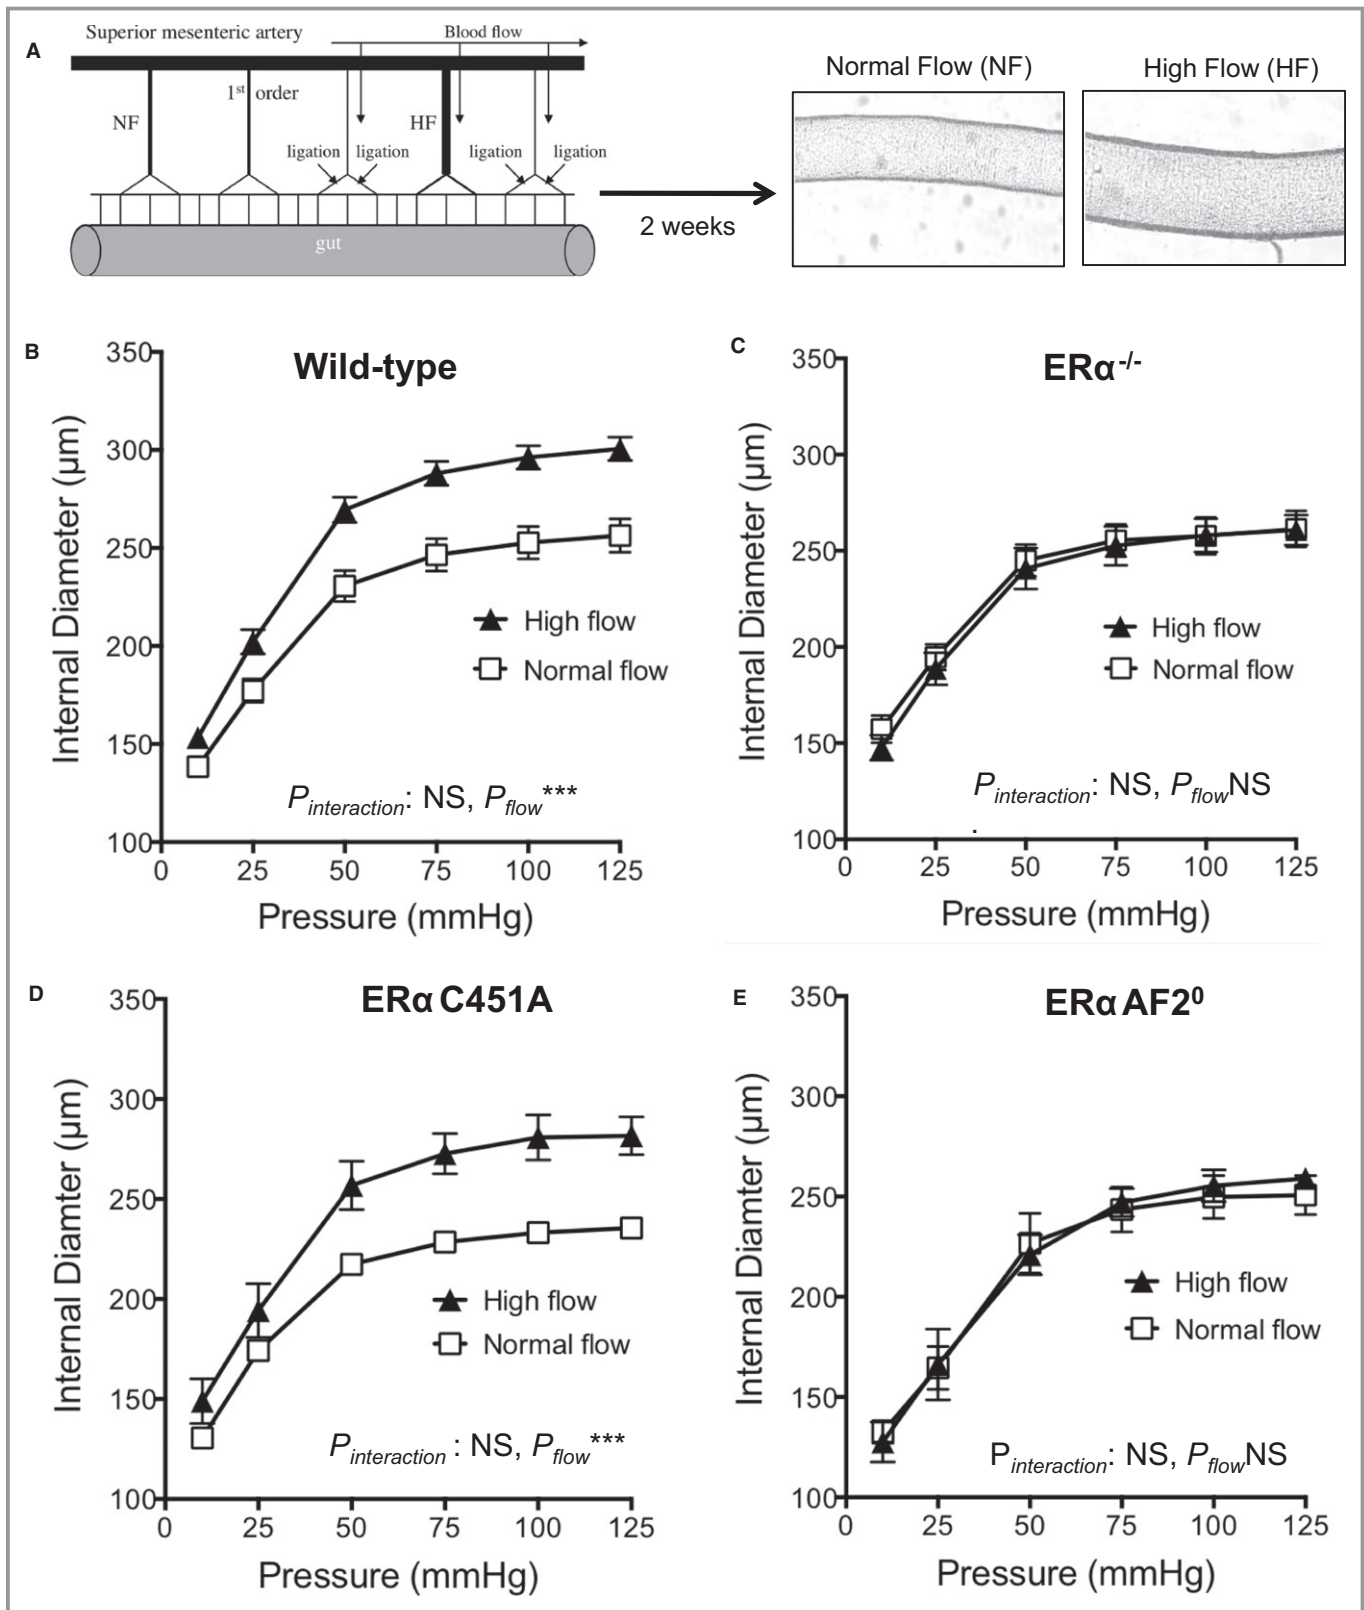 A
Superior mesenteric artery
Blood flow
1st order
NF
HF
ligation
ligation
ligation
ligation
gut
2 weeks
Normal Flow (NF)
High Flow (HF)
B
Wild-type
350
300
250
200
150
100
Internal Diameter (µm)
High flow
Normal flow
Pinteraction: NS, Pflow***
0
25
50
75
100
125
Pressure (mmHg)
C
ERα-/-
350
300
250
200
150
100
Internal Diameter (µm)
High flow
Normal flow
Pinteraction: NS, PflowNS
.
0
25
50
75
100
125
Pressure (mmHg)
D
ERα C451A
350
300
250
200
150
100
Internal Diamter (µm)
High flow
Normal flow
Pinteraction : NS, Pflow***
0
25
50
75
100
125
Pressure (mmHg)
E
ERα AF2⁰
350
300
250
200
150
100
Internal Diamter (µm)
High flow
Normal flow
Pinteraction: NS, PflowNS
0
25
50
75
100
125
Pressure (mmHg)